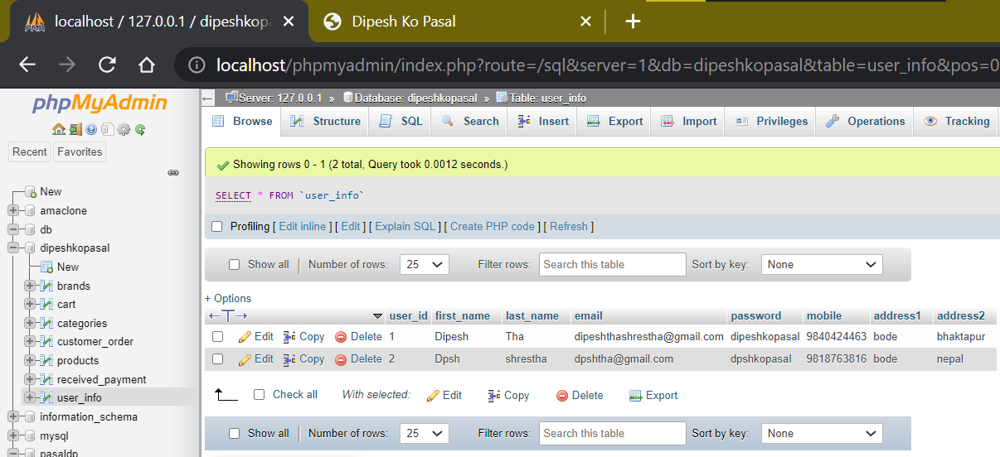 localhost / 127.0.0.1 / dipeshkopa
Dipesh Ko Pasal
localhost/phpmyadmin/index.php?route=/sql&server=1&db=dipeshkopasal&table=user_info&pos=0
phpMyAdmin
Recent Favorites
New
amaclone
db
dipeshkopasal
New
brands
cart
categories
customer_order
products
received_payment
user_info
information_schema
mysql
pasaldp
Server: 127.0.0.1 » Database: dipeshkopasal » Table: user_info
Browse Structure SQL Search Insert Export Import Privileges Operations Tracking
Showing rows 0 - 1 (2 total, Query took 0.0012 seconds.)
SELECT * FROM `user_info`
Profiling [ Edit inline ] [ Edit ] [ Explain SQL ] [ Create PHP code ] [ Refresh ]
Show all | Number of rows: 25 Filter rows: Search this table Sort by key: None
+ Options
←T→ user_id first_name last_name email password mobile address1 address2
Edit Copy Delete 1 Dipesh Tha dipeshthashrestha@gmail.com dipeshkopasal 9840424463 bode bhaktapur
Edit Copy Delete 2 Dpsh shrestha dpshtha@gmail.com dpshkopasal 9818763816 bode nepal
Check all With selected: Edit Copy Delete Export
Show all | Number of rows: 25 Filter rows: Search this table Sort by key: None